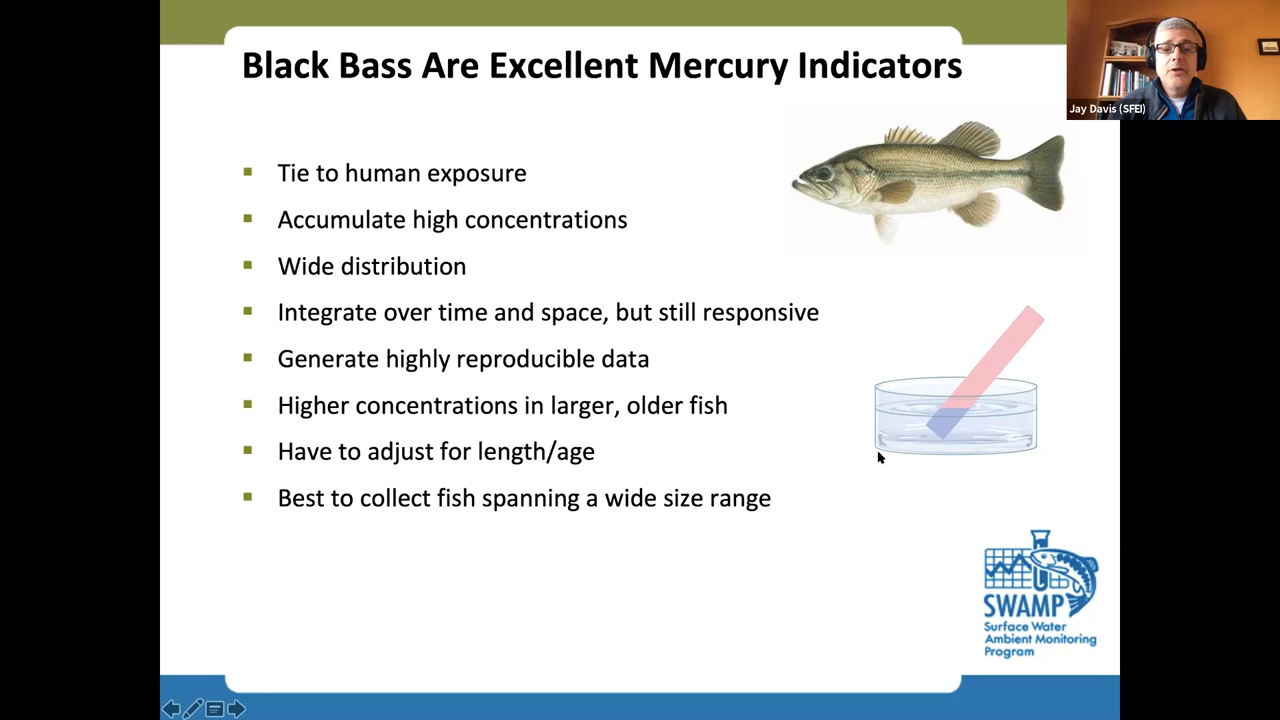 Black Bass Are Excellent Mercury Indicators
Jay Davis (SFEI)
Tie to human exposure
Accumulate high concentrations
Wide distribution
Integrate over time and space, but still responsive
Generate highly reproducible data
Higher concentrations in larger, older fish
Have to adjust for length/age
Best to collect fish spanning a wide size range
SWAMP
Surface Water
Ambient Monitoring
Program